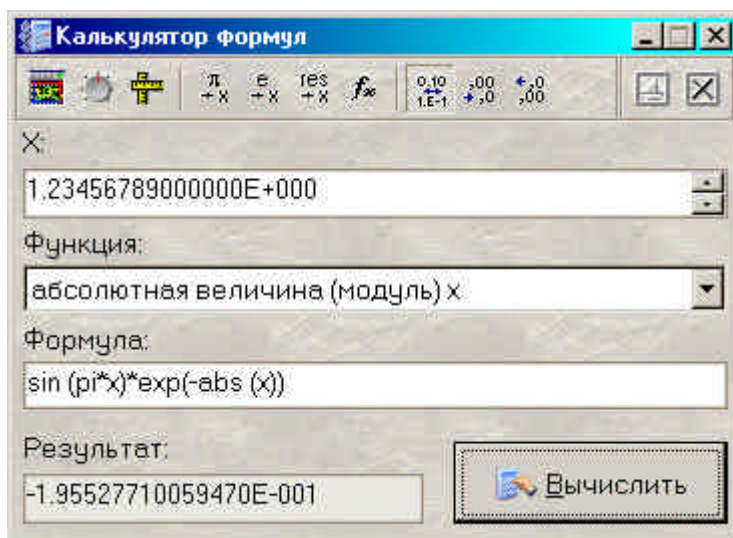 Калькулятор формул
π e res 0,10 ,00 ,0
→x →x →x fx 1.E-1 ,0 ,00
X:
1,23456789000000E+000
Функция:
абсолютная величина (модуль) x
Формула:
sin (pi*x)*exp(-abs (x))
Результат:
-1.95527710059470E-001
Вычислить